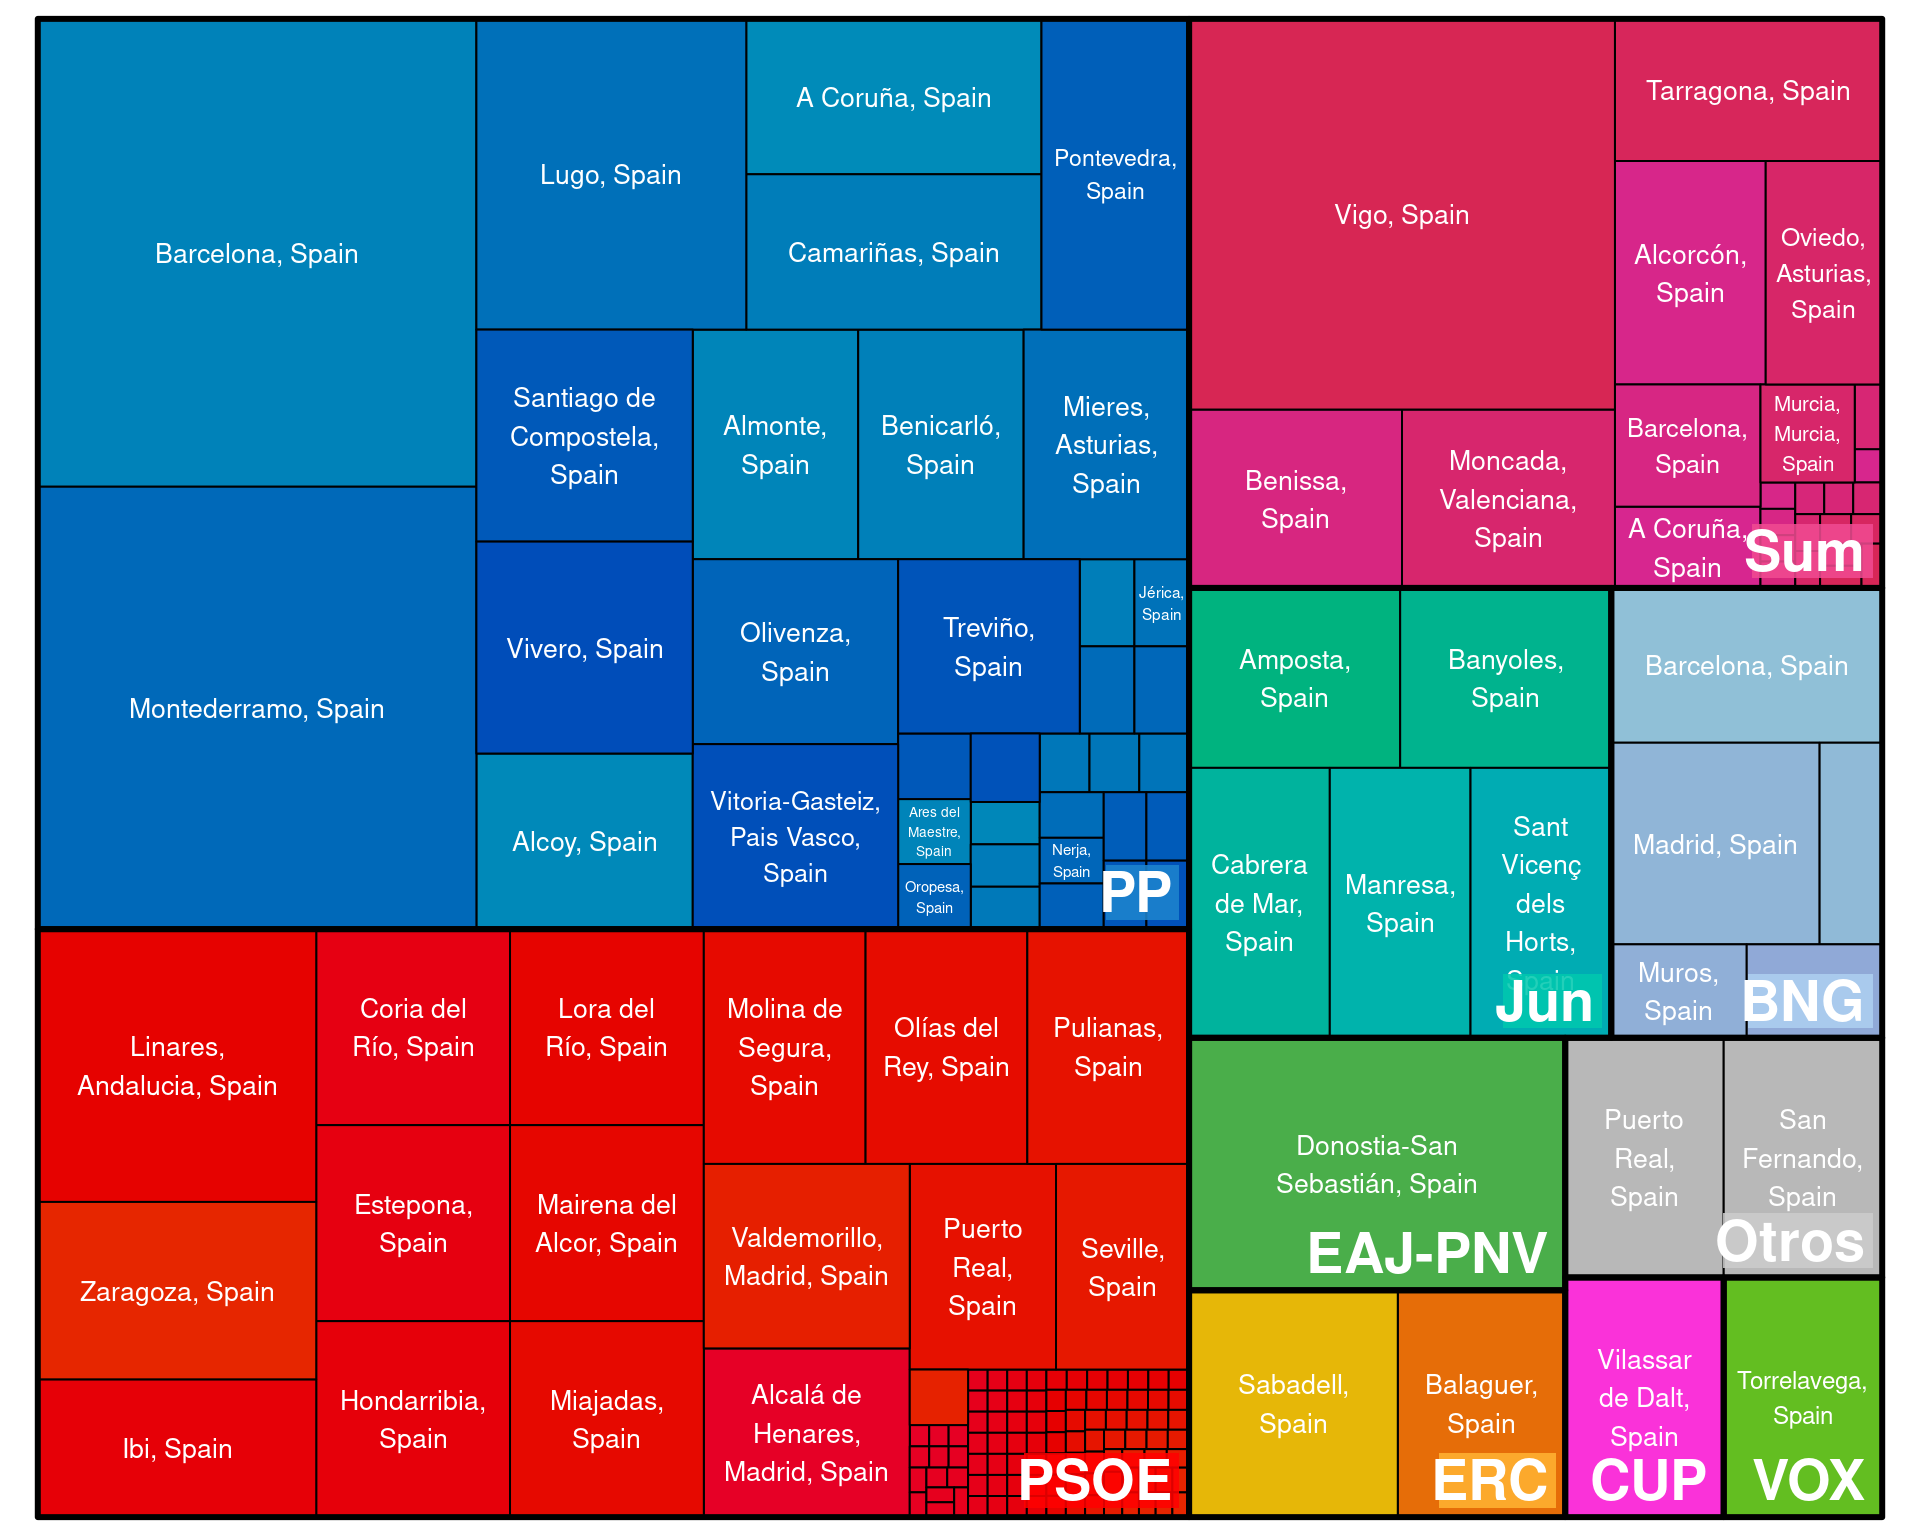 Barcelona, Spain
Montederramo, Spain
Lugo, Spain
A Coruña, Spain
Camariñas, Spain
Pontevedra,
Spain
Santiago de
Compostela,
Spain
Almonte,
Spain
Benicarló,
Spain
Mieres,
Asturias,
Spain
Vivero, Spain
Alcoy, Spain
Olivenza,
Spain
Treviño,
Spain
Jérica,
Spain
Vitoria-Gasteiz,
Pais Vasco,
Spain
Ares del
Maestre,
Spain
Oropesa,
Spain
Nerja,
Spain
PP
Vigo, Spain
Tarragona, Spain
Alcorcón,
Spain
Oviedo,
Asturias,
Spain
Benissa,
Spain
Moncada,
Valenciana,
Spain
Barcelona,
Spain
Murcia,
Murcia,
Spain
A Coruña,
Spain
Sum
Amposta,
Spain
Banyoles,
Spain
Cabrera
de Mar,
Spain
Manresa,
Spain
Sant
Vicenç
dels
Horts,
Spain
Jun
Barcelona, Spain
Madrid, Spain
Muros,
Spain
BNG
Linares,
Andalucia, Spain
Zaragoza, Spain
Ibi, Spain
Coria del
Río, Spain
Lora del
Río, Spain
Estepona,
Spain
Mairena del
Alcor, Spain
Hondarribia,
Spain
Miajadas,
Spain
Molina de
Segura,
Spain
Olías del
Rey, Spain
Pulianas,
Spain
Valdemorillo,
Madrid, Spain
Puerto
Real,
Spain
Seville,
Spain
Alcalá de
Henares,
Madrid, Spain
PSOE
Donostia-San
Sebastián, Spain
EAJ-PNV
Puerto
Real,
Spain
San
Fernando,
Spain
Otros
Sabadell,
Spain
Balaguer,
Spain
ERC
Vilassar
de Dalt,
Spain
CUP
Torrelavega,
Spain
VOX